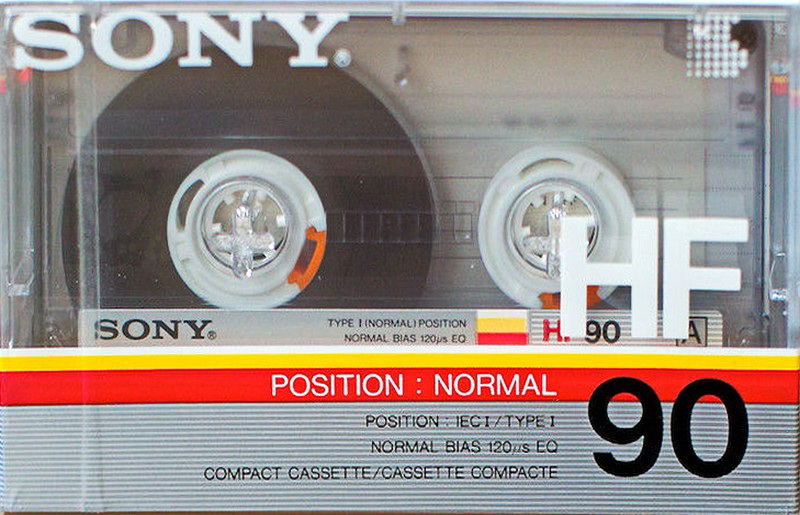 SONY®
HF
SONY®
TYPE I (NORMAL) POSITION
NORMAL BIAS 120μs EQ
HF 90
A
POSITION : NORMAL
90
POSITION : IEC I / TYPE I
NORMAL BIAS 120μs EQ
COMPACT CASSETTE/CASSETTE COMPACTE